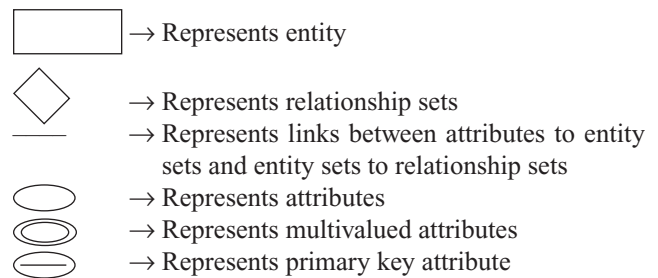 → Represents entity
→ Represents relationship sets
→ Represents links between attributes to entity
sets and entity sets to relationship sets
→ Represents attributes
→ Represents multivalued attributes
→ Represents primary key attribute